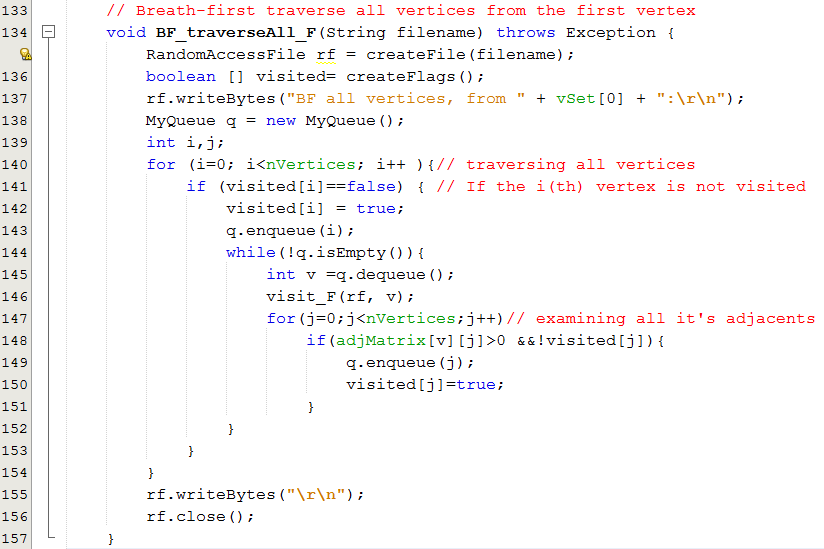 133 // Breath-first traverse all vertices from the first vertex
134 void BF_traverseAll_F(String filename) throws Exception {
RandomAccessFile rf = createFile(filename);
136 boolean [] visited= createFlags();
137 rf.writeBytes("BF all vertices, from " + vSet[0] + ":\r\n");
138 MyQueue q = new MyQueue();
139 int i,j;
140 for (i=0; i<nVertices; i++ ){// traversing all vertices
141 if (visited[i]==false) { // If the i(th) vertex is not visited
142 visited[i] = true;
143 q.enqueue(i);
144 while(!q.isEmpty()){
145 int v =q.dequeue();
146 visit_F(rf, v);
147 for(j=0;j<nVertices;j++)// examining all it's adjacents
148 if(adjMatrix[v][j]>0 &&!visited[j]){
149 q.enqueue(j);
150 visited[j]=true;
151 }
152 }
153 }
154 }
155 rf.writeBytes("\r\n");
156 rf.close();
157 }